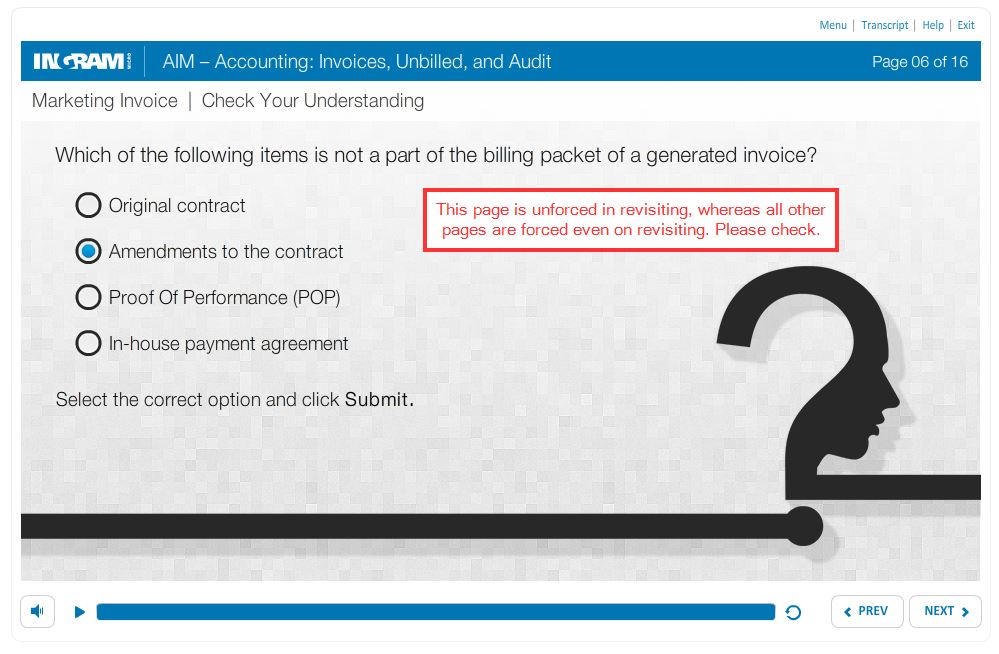 Menu | Transcript | Help | Exit
INGRAM MICRO AIM – Accounting: Invoices, Unbilled, and Audit Page 06 of 16
Marketing Invoice | Check Your Understanding
Which of the following items is not a part of the billing packet of a generated invoice?
Original contract
This page is unforced in revisiting, whereas all other
pages are forced even on revisiting. Please check.
Amendments to the contract
Proof Of Performance (POP)
In-house payment agreement
Select the correct option and click Submit.
PREV NEXT